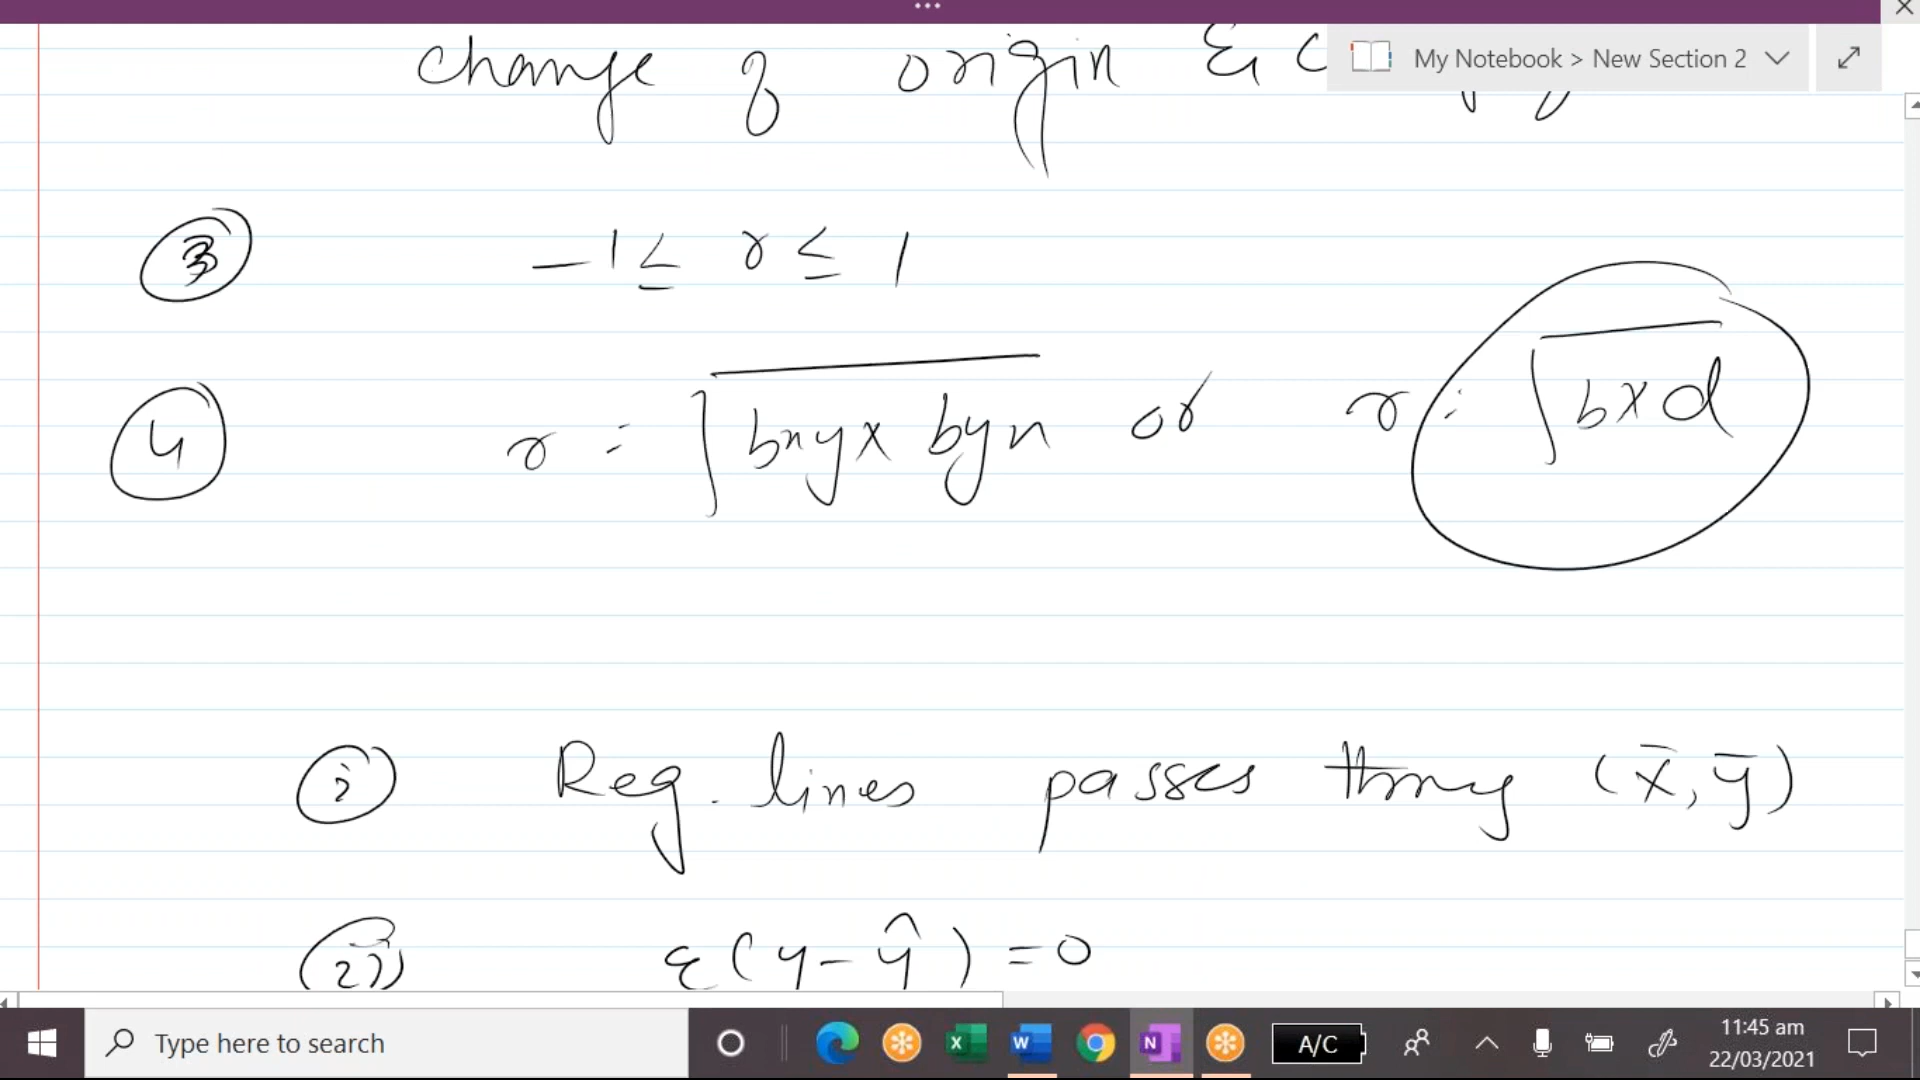 change of origin &
My Notebook > New Section 2
③ -1 ≤ r ≤ 1
④ r = √bxy x byx or r = √b x d
ⓘ Reg. lines passes throug (x̄, ȳ)
(ii) Σ(y - ŷ) = 0
Type here to search
A/C
11:45 am
22/03/2021